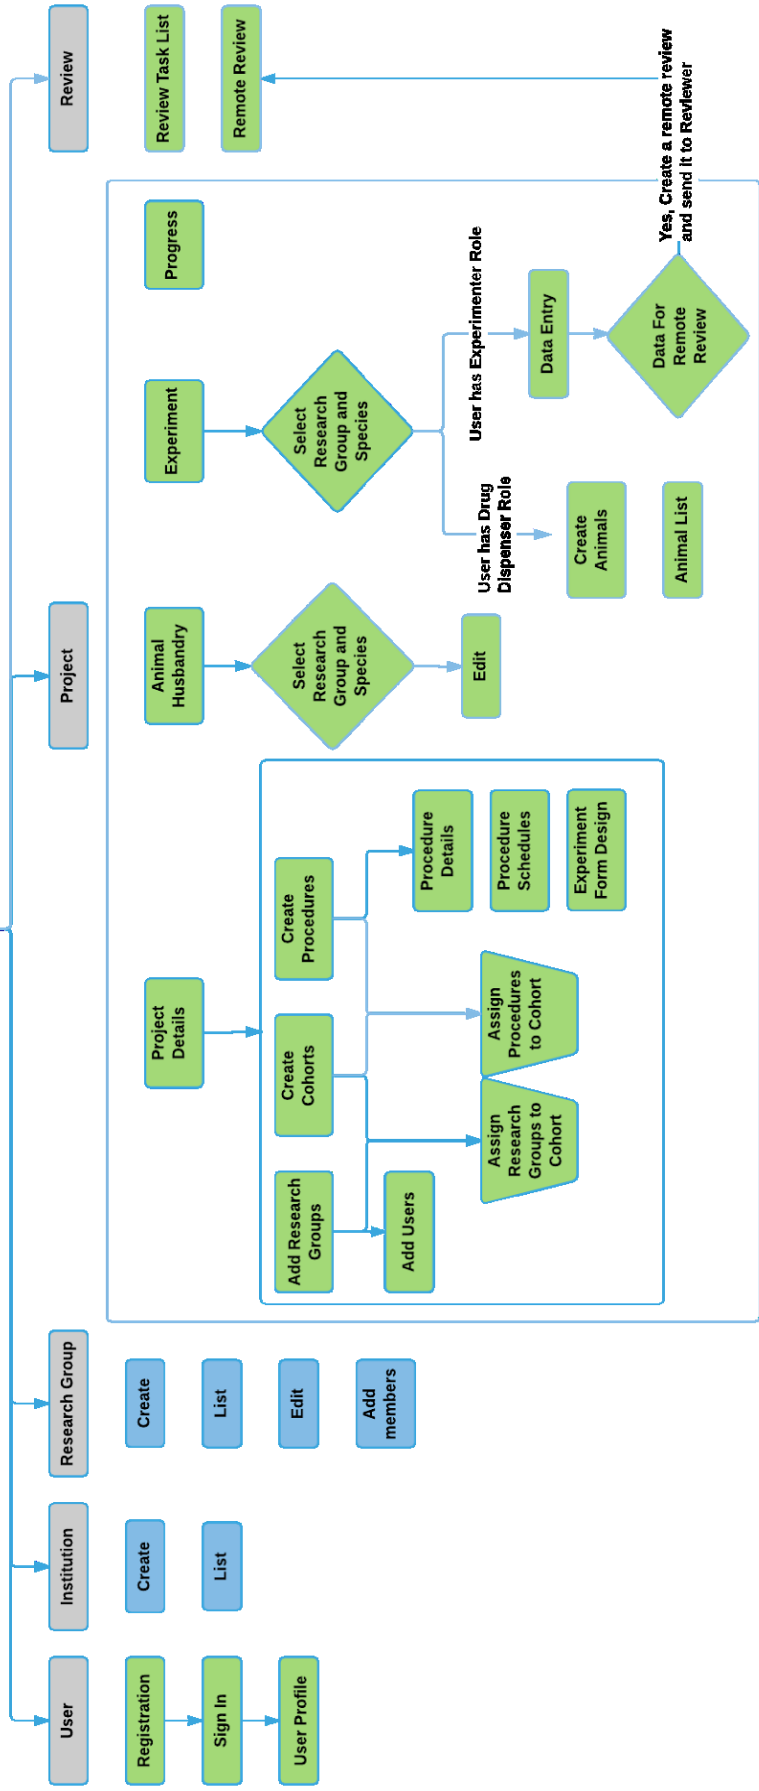 User
Institution
Research Group
Project
Review
Registration
Sign In
User Profile
Create
List
Create
List
Edit
Add
members
Project
Details
Add Research
Groups
Create
Cohorts
Create
Procedures
Add Users
Assign
Research
Groups to
Cohort
Assign
Procedures
to Cohort
Procedure
Details
Procedure
Schedules
Experiment
Form Design
Animal
Husbandry
Select
Research
Group and
Species
Edit
Experiment
Select
Research
Group and
Species
User has Drug
Dispenser Role
User has Experimenter Role
Create
Animals
Animal List
Data Entry
Data For
Remote
Review
Yes, Create a remote review
and send it to Reviewer
Progress
Review Task List
Remote Review